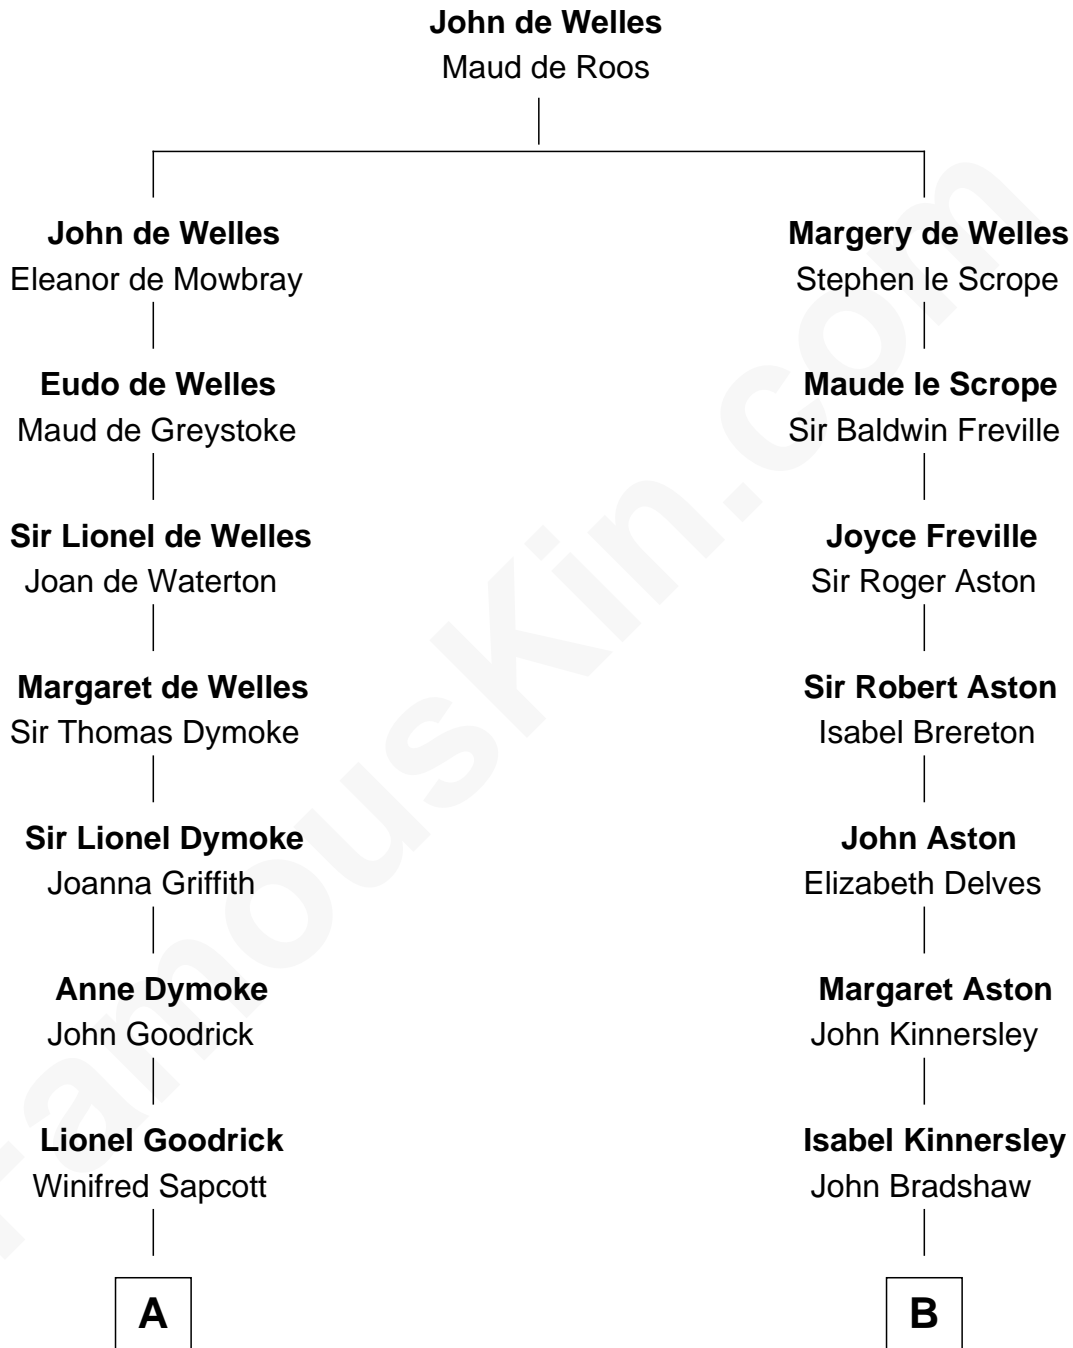 John de Welles
Maud de Roos
John de Welles
Eleanor de Mowbray
Eudo de Welles
Maud de Greystoke
Sir Lionel de Welles
Joan de Waterton
Margaret de Welles
Sir Thomas Dymoke
Sir Lionel Dymoke
Joanna Griffith
Anne Dymoke
John Goodrick
Lionel Goodrick
Winifred Sapcott
A
Margery de Welles
Stephen le Scrope
Maude le Scrope
Sir Baldwin Freville
Joyce Freville
Sir Roger Aston
Sir Robert Aston
Isabel Brereton
John Aston
Elizabeth Delves
Margaret Aston
John Kinnersley
Isabel Kinnersley
John Bradshaw
B
FamousKin.com